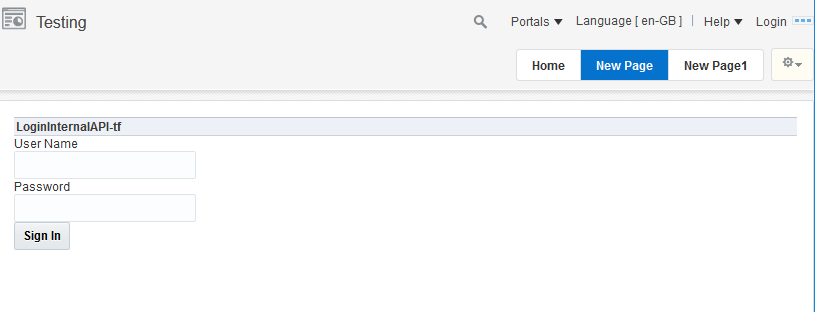 Testing
Portals Language [ en-GB ] Help Login
Home New Page New Page1
LoginInternalAPI-tf
User Name
Password
Sign In